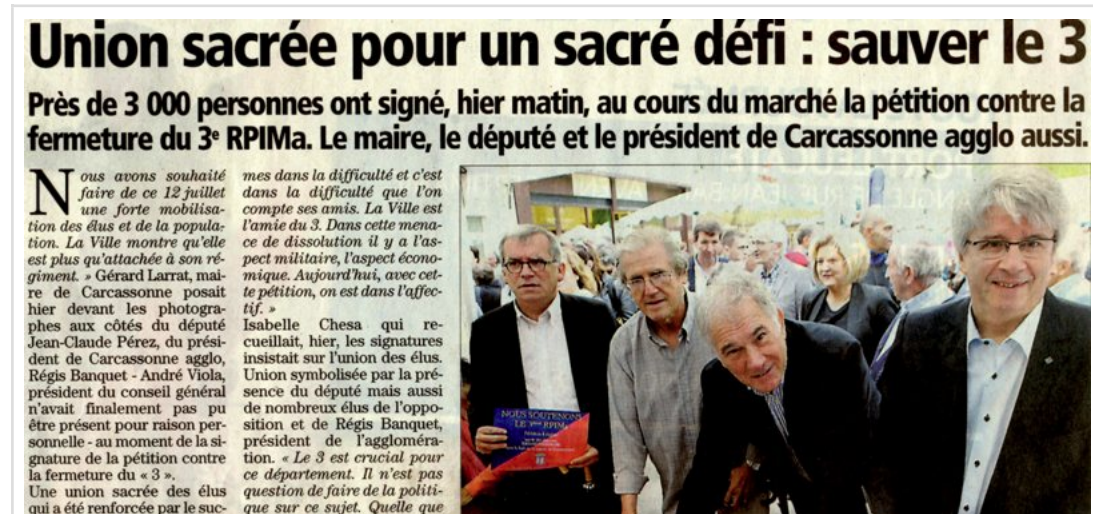 Union sacrée pour un sacré défi : sauver le 3
Près de 3 000 personnes ont signé, hier matin, au cours du marché la pétition contre la
fermeture du 3e RPIMa. Le maire, le député et le président de Carcassonne agglo aussi.
Nous avons souhaité
faire de ce 12 juillet
une forte mobilisa-
tion des élus et de la popula-
tion. La Ville montre qu'elle
est plus qu'attachée à son ré-
giment. » Gérard Larrat, mai-
re de Carcassonne posait
hier devant les photogra-
phes aux côtés du député
Jean-Claude Pérez, du prési-
dent de Carcassonne agglo,
Régis Banquet - André Viola,
président du conseil général
n'avait finalement pas pu
être présent pour raison per-
sonnelle - au moment de la si-
gnature de la pétition contre
la fermeture du « 3 ».
Une union sacrée des élus
qui a été renforcée par le suc-
mes dans la difficulté et c'est
dans la difficulté que l'on
compte ses amis. La Ville est
l'amie du 3. Dans cette mena-
ce de dissolution il y a l'as-
pect militaire, l'aspect écono-
mique. Aujourd'hui, avec cet-
te pétition, on est dans l'affec-
tif. »
Isabelle Chesa qui re-
cueillait, hier, les signatures
insistait sur l'union des élus.
Union symbolisée par la pré-
sence du député mais aussi
de nombreux élus de l'oppo-
sition et de Régis Banquet,
président de l'aggloméra-
tion. « Le 3 est crucial pour
ce département. Il n'est pas
question de faire de la politi-
que sur ce sujet. Quelle que
NOUS SOUTENONS
LE 3ème RPIMa